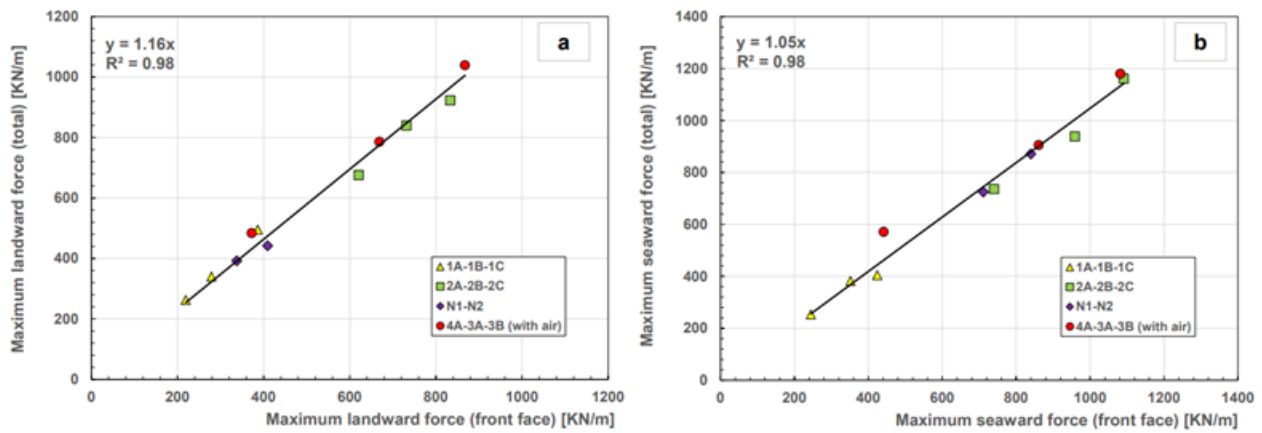 1200
1000
800
600
400
200
0
Maximum landward force (total) [KN/m]
y = 1.16x
R² = 0.98
a
1A-1B-1C
2A-2B-2C
N1-N2
4A-3A-3B (with air)
0 200 400 600 800 1000 1200
Maximum landward force (front face) [KN/m]
1400
1200
1000
800
600
400
200
0
Maximum seaward force (total) [KN/m]
y = 1.05x
R² = 0.98
b
1A-1B-1C
2A-2B-2C
N1-N2
4A-3A-3B (with air)
0 200 400 600 800 1000 1200 1400
Maximum seaward force (front face) [KN/m]